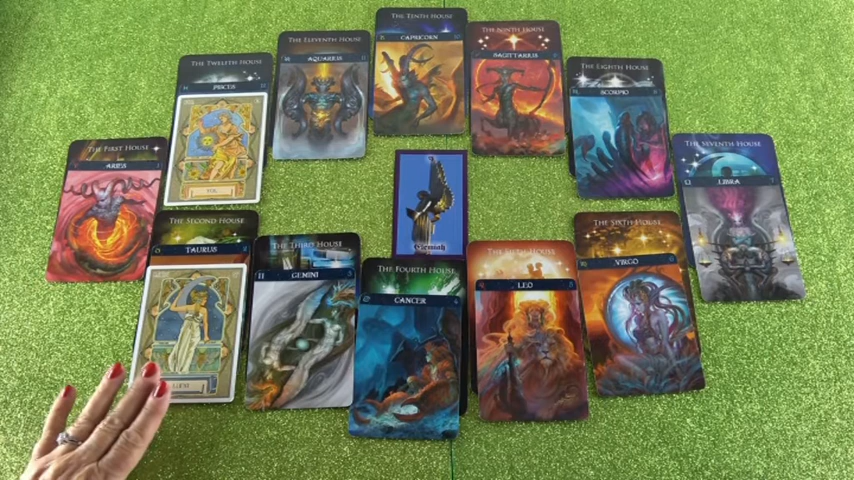 THE TENTH HOUSE
CAPRICORN
THE ELEVENTH HOUSE
AQUARIUS
THE NINTH HOUSE
SAGITTARIUS
THE TWELFTH HOUSE
PISCES
THE EIGHTH HOUSE
SCORPIO
THE FIRST HOUSE
ARIES
THE SEVENTH HOUSE
LIBRA
THE SECOND HOUSE
TAURUS
THE THIRD HOUSE
GEMINI
THE FOURTH HOUSE
CANCER
LEO
THE SIXTH HOUSE
VIRGO